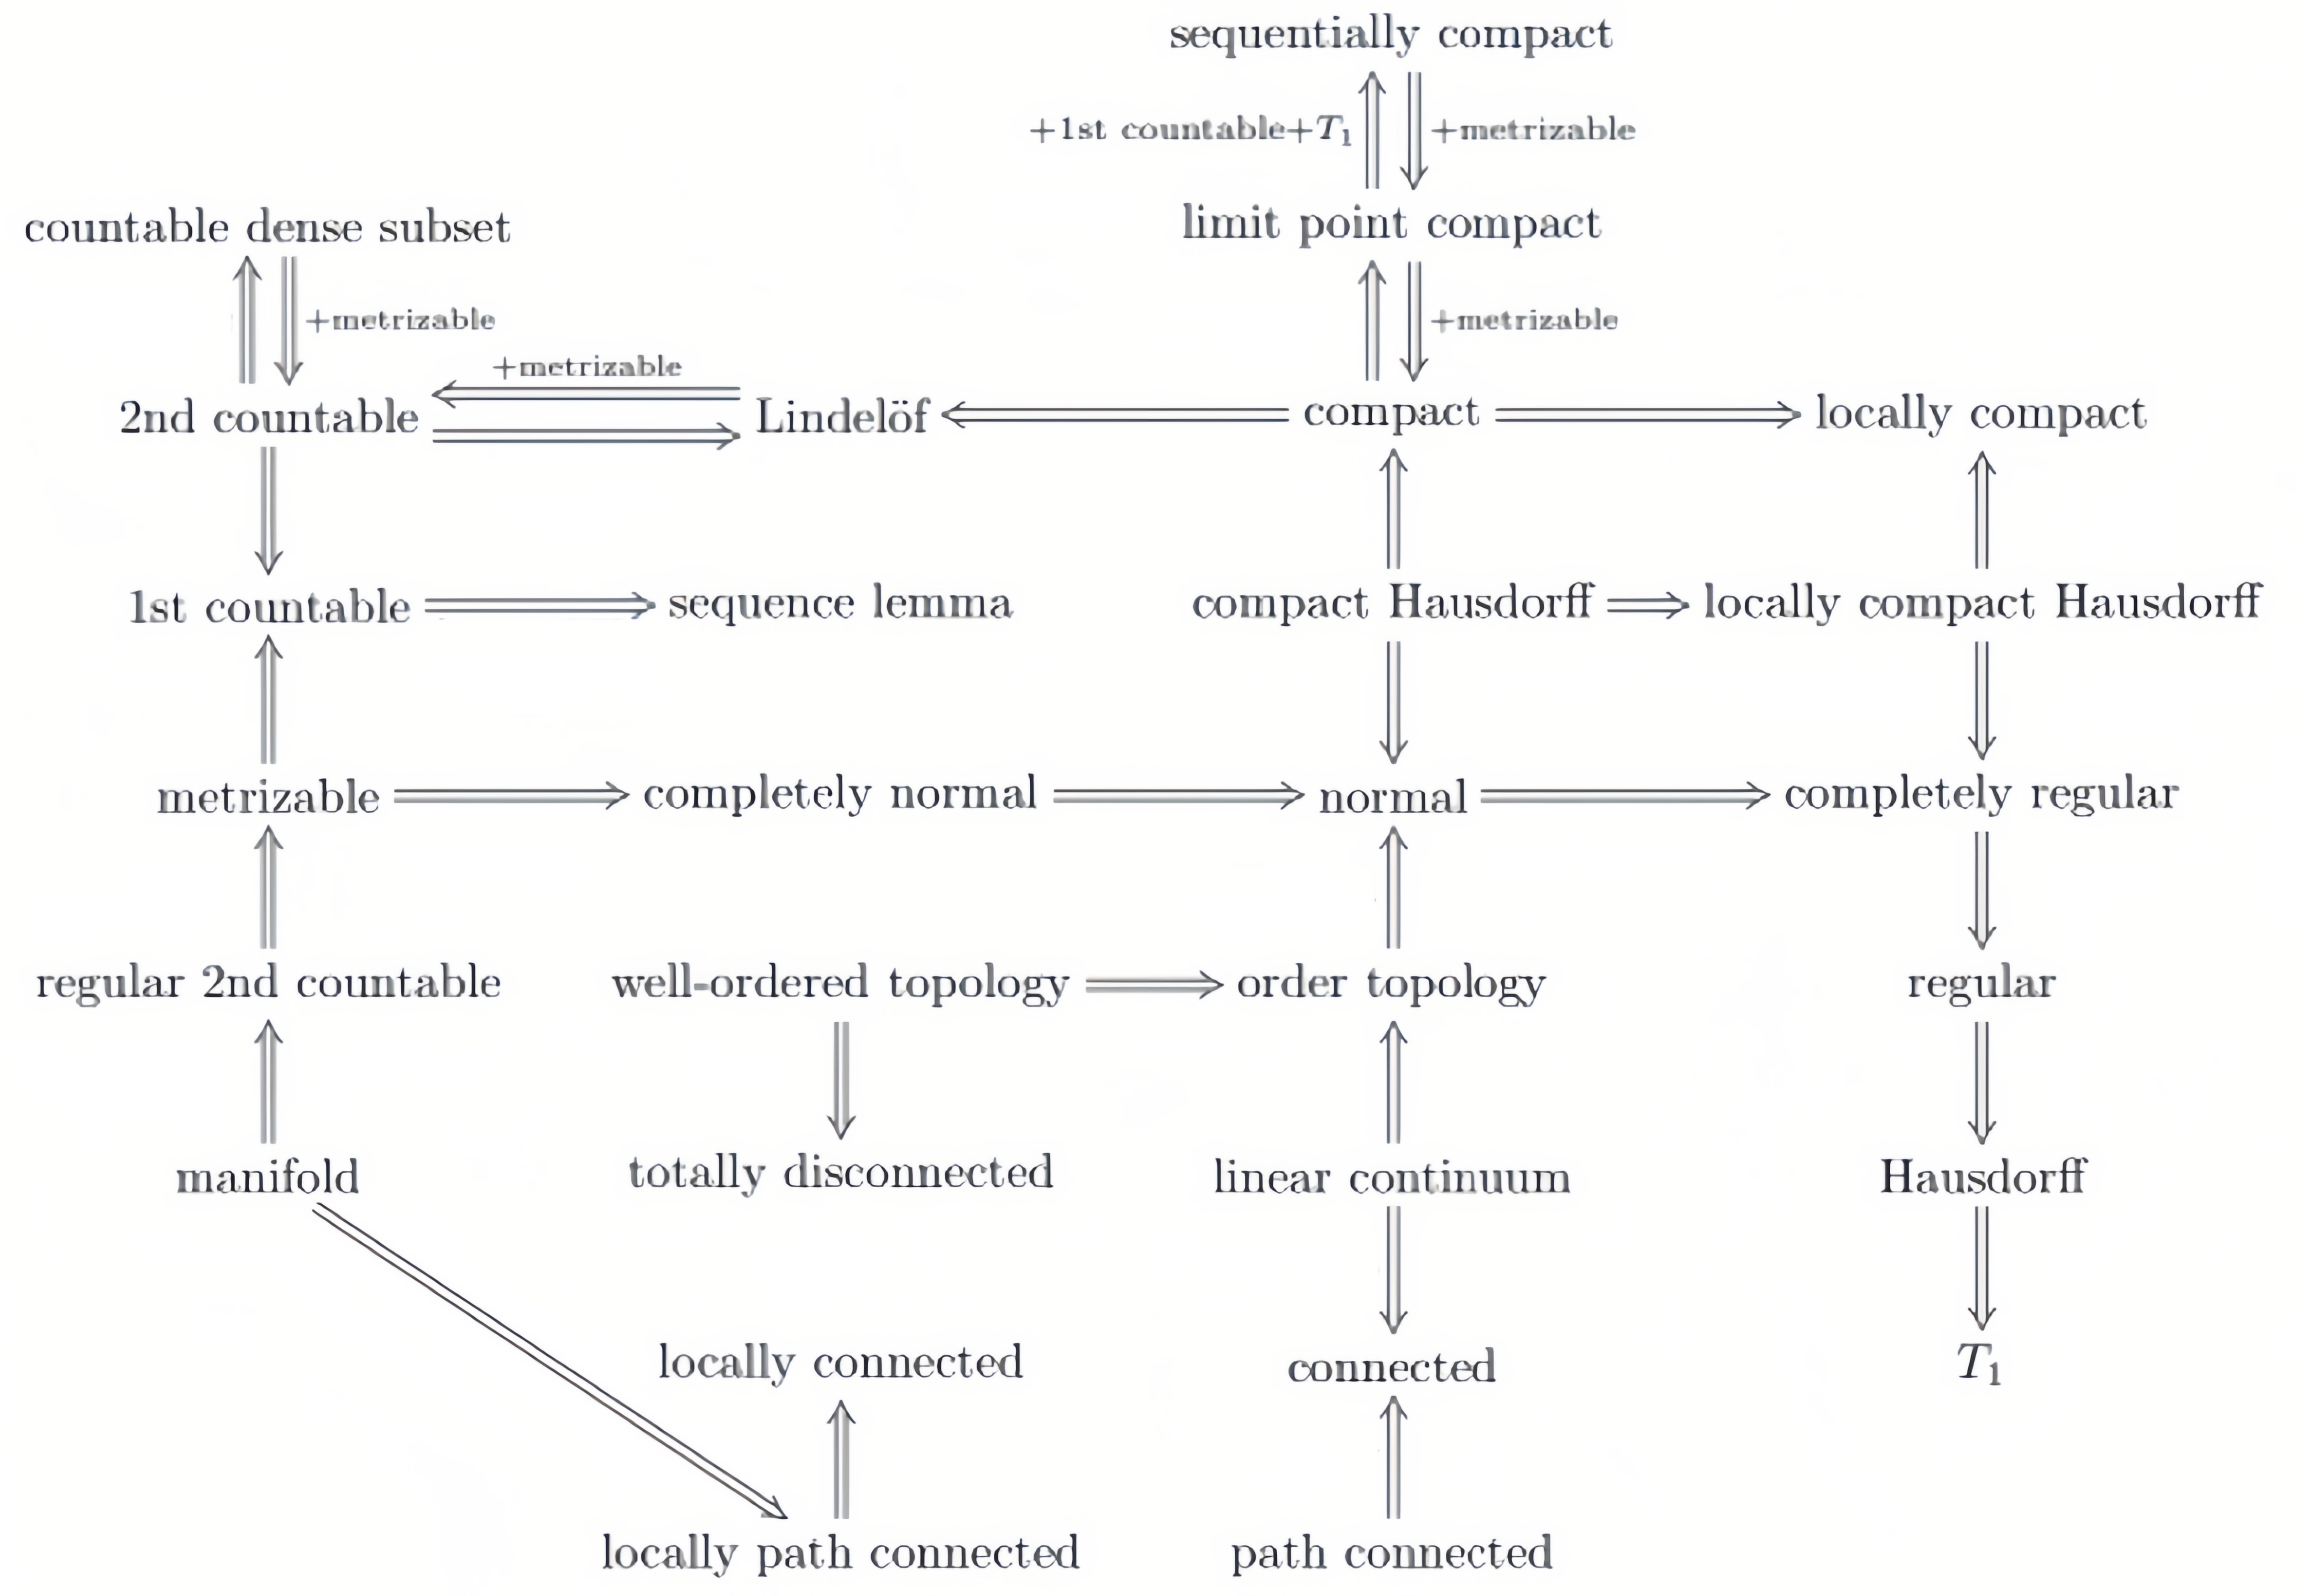 sequentially compact
+1st countable+T₁ +metrizable
countable dense subset limit point compact
+metrizable +metrizable
+metrizable
2nd countable Lindelöf compact locally compact
1st countable sequence lemma compact Hausdorff locally compact Hausdorff
metrizable completely normal normal completely regular
regular 2nd countable well-ordered topology order topology regular
manifold totally disconnected linear continuum Hausdorff
locally connected connected T₁
locally path connected path connected